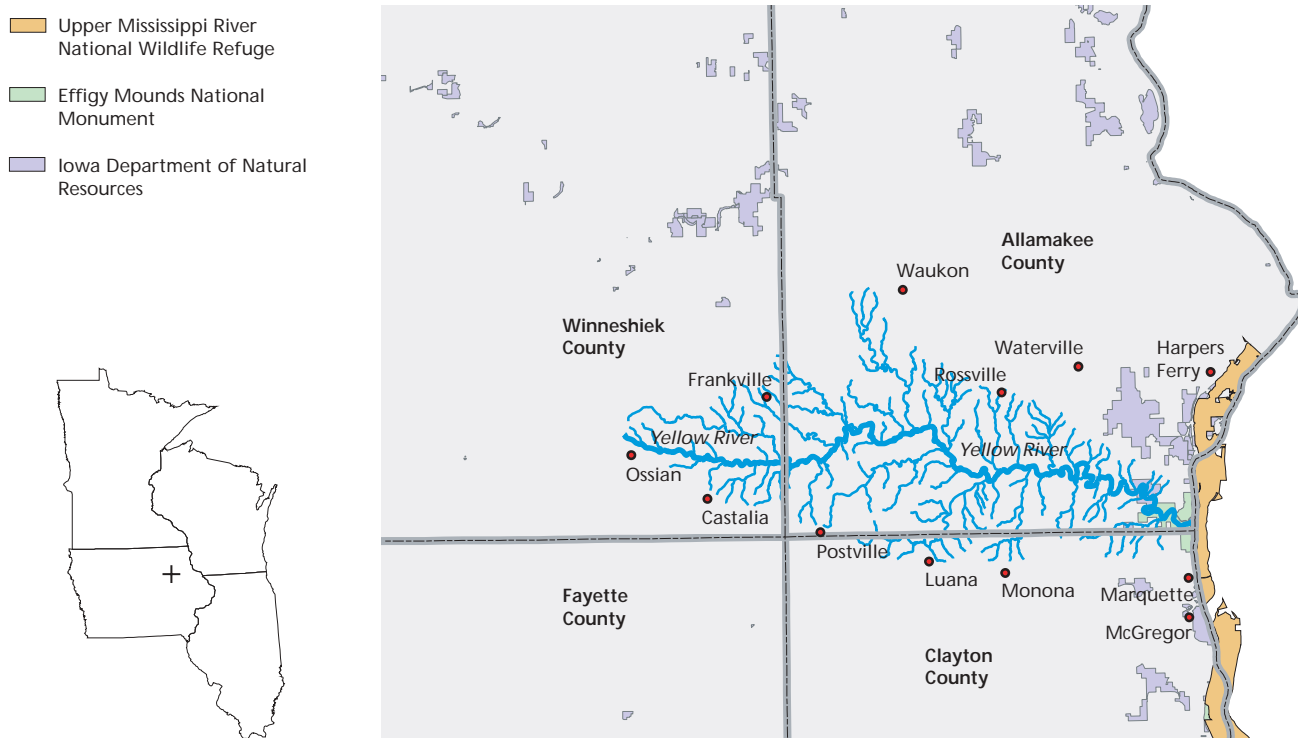 Upper Mississippi River
National Wildlife Refuge
Effigy Mounds National
Monument
Iowa Department of Natural
Resources
Allamakee
County
Waukon
Winneshiek
County
Waterville
Harpers
Ferry
Frankville
Rossville
Yellow River
Yellow River
Ossian
Castalia
Postville
Luana
Monona
Marquette
McGregor
Fayette
County
Clayton
County